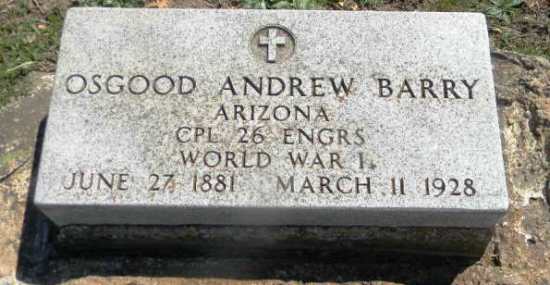 OSGOOD ANDREW BARRY
ARIZONA
CPL 26 ENGRS
WORLD WAR I
JUNE 27 1881 MARCH 11 1928